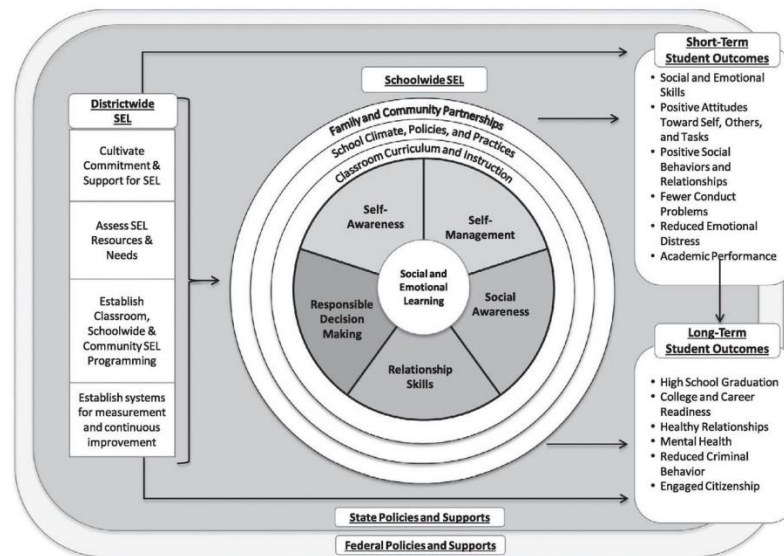 Districtwide
SEL
Cultivate
Commitment &
Support for SEL
Assess SEL
Resources &
Needs
Establish
Classroom,
Schoolwide &
Community SEL
Programming
Establish systems
for measurement
and continuous
improvement
Schoolwide SEL
Family and Community Partnerships
School Climate, Policies, and Practices
Classroom Curriculum and Instruction
Self-
Awareness
Self-
Management
Social and
Emotional
Learning
Responsible
Decision
Making
Social
Awareness
Relationship
Skills
Short-Term
Student Outcomes
• Social and Emotional
Skills
• Positive Attitudes
Toward Self, Others,
and Tasks
• Positive Social
Behaviors and
Relationships
• Fewer Conduct
Problems
• Reduced Emotional
Distress
• Academic Performance
Long-Term
Student Outcomes
• High School Graduation
• College and Career
Readiness
• Healthy Relationships
• Mental Health
• Reduced Criminal
Behavior
• Engaged Citizenship
State Policies and Supports
Federal Policies and Supports